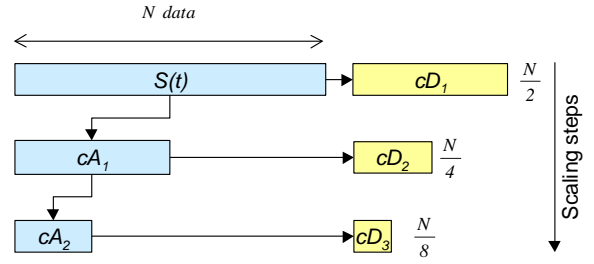 N data
S(t)
cD₁
N/2
cA₁
cD₂
N/4
cA₂
cD₃
N/8
Scaling steps